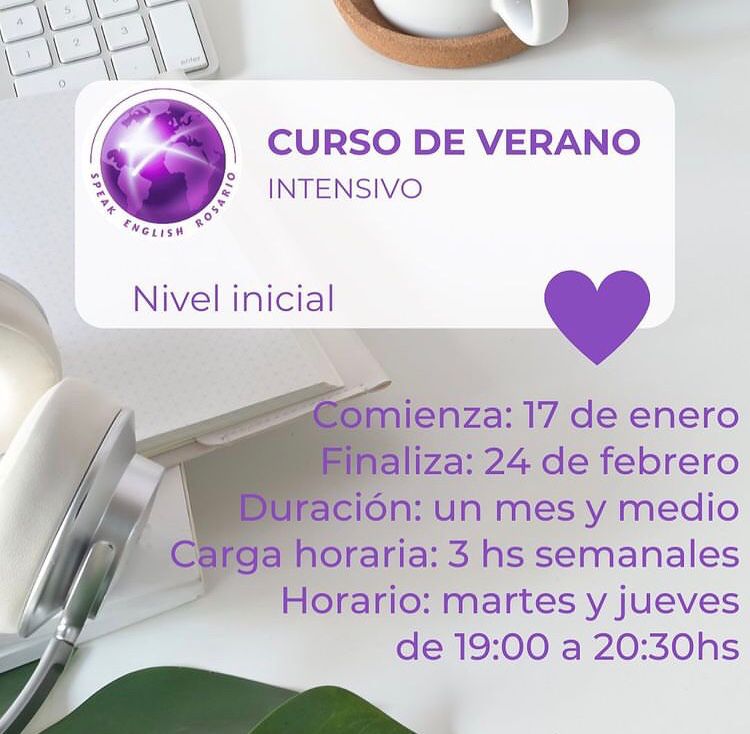 SPEAK ENGLISH ROSARIO
CURSO DE VERANO
INTENSIVO
Nivel inicial
Comienza: 17 de enero
Finaliza: 24 de febrero
Duración: un mes y medio
Carga horaria: 3 hs semanales
Horario: martes y jueves
de 19:00 a 20:30hs